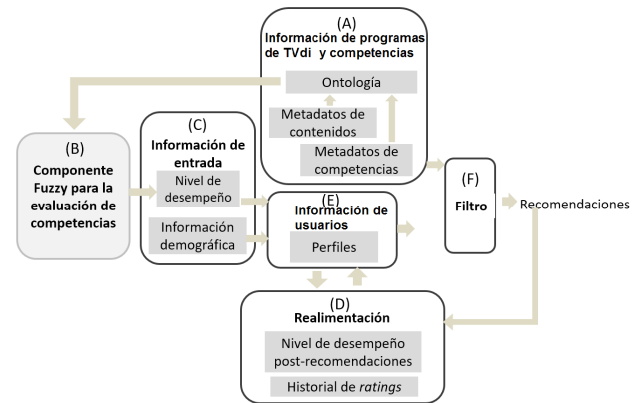 (A)
Información de programas
de TVdi y competencias
Ontología
Metadatos de
contenidos
Metadatos de
competencias
(B)
Componente
Fuzzy para la
evaluación de
competencias
(C)
Información de
entrada
Nivel de
desempeño
Información
demográfica
(E)
Información de
usuarios
Perfiles
(F)
Filtro
Recomendaciones
(D)
Realimentación
Nivel de desempeño
post-recomendaciones
Historial de ratings